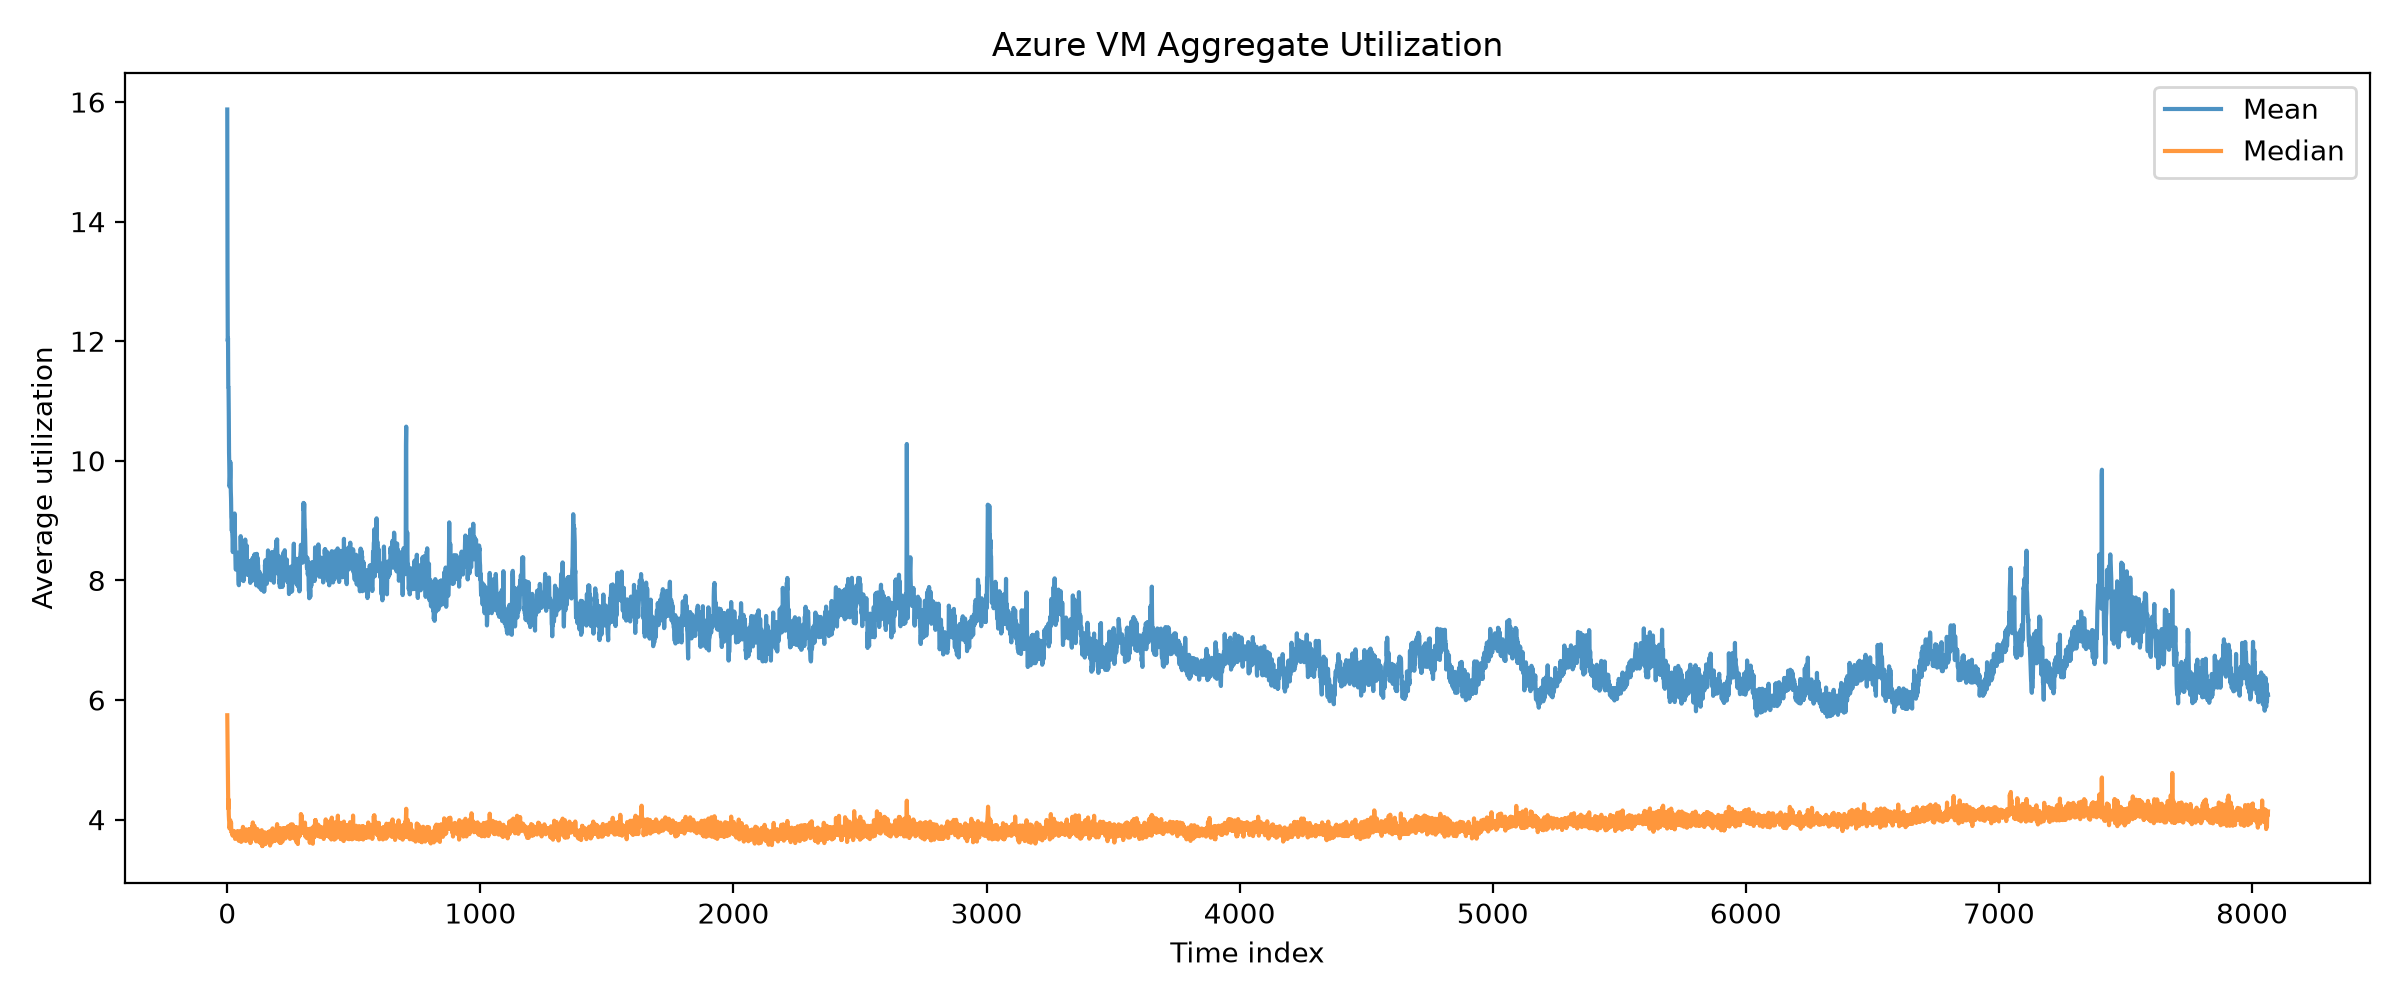 Azure VM Aggregate Utilization
Mean
Median
Average utilization
16
14
12
10
8
6
4
0 1000 2000 3000 4000 5000 6000 7000 8000
Time index